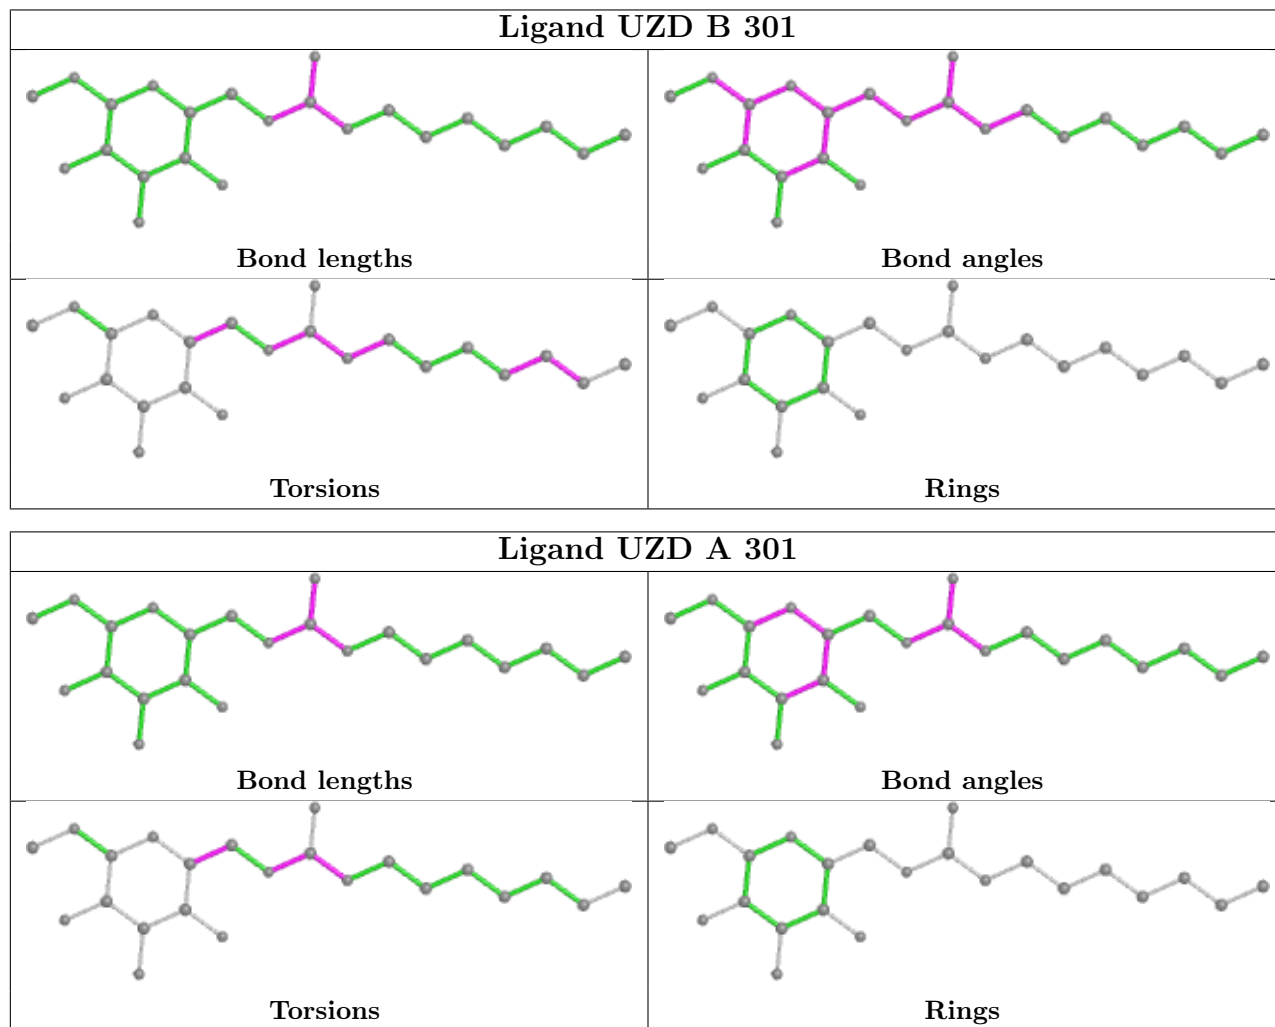 Ligand UZD B 301
Bond lengths
Bond angles
Torsions
Rings
Ligand UZD A 301
Bond lengths
Bond angles
Torsions
Rings